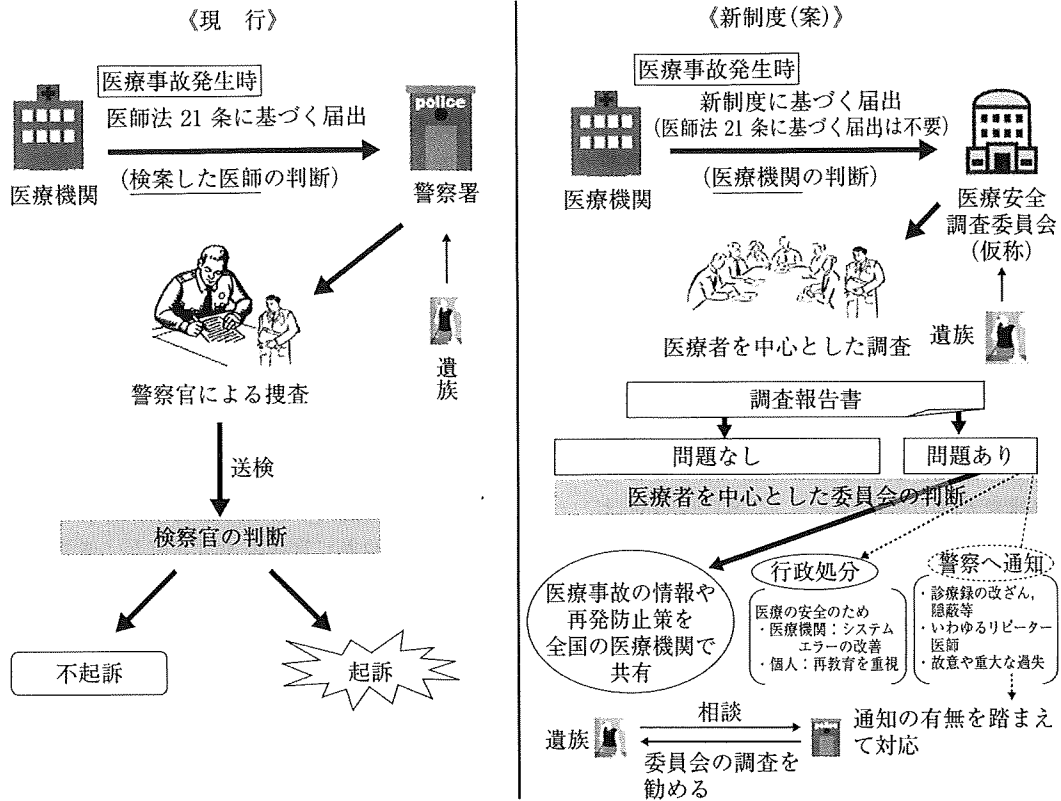 《現　行》
医療事故発生時
医師法 21 条に基づく届出
police
(検案した医師の判断)
医療機関
警察署
警察官による捜査
遺族
送検
検察官の判断
不起訴
起訴
《新制度(案)》
医療事故発生時
新制度に基づく届出
(医師法 21 条に基づく届出は不要)
(医療機関の判断)
医療機関
医療安全
調査委員会
(仮称)
医療者を中心とした調査
遺族
調査報告書
問題なし
問題あり
医療者を中心とした委員会の判断
医療事故の情報や
再発防止策を
全国の医療機関で
共有
行政処分
医療の安全のため
・医療機関：システム
エラーの改善
・個人：再教育を重視
警察へ通知
・診療録の改ざん，
隠蔽等
・いわゆるリピーター
医師
・故意や重大な過失
遺族
相談
委員会の調査を
勧める
police
通知の有無を踏まえ
て対応